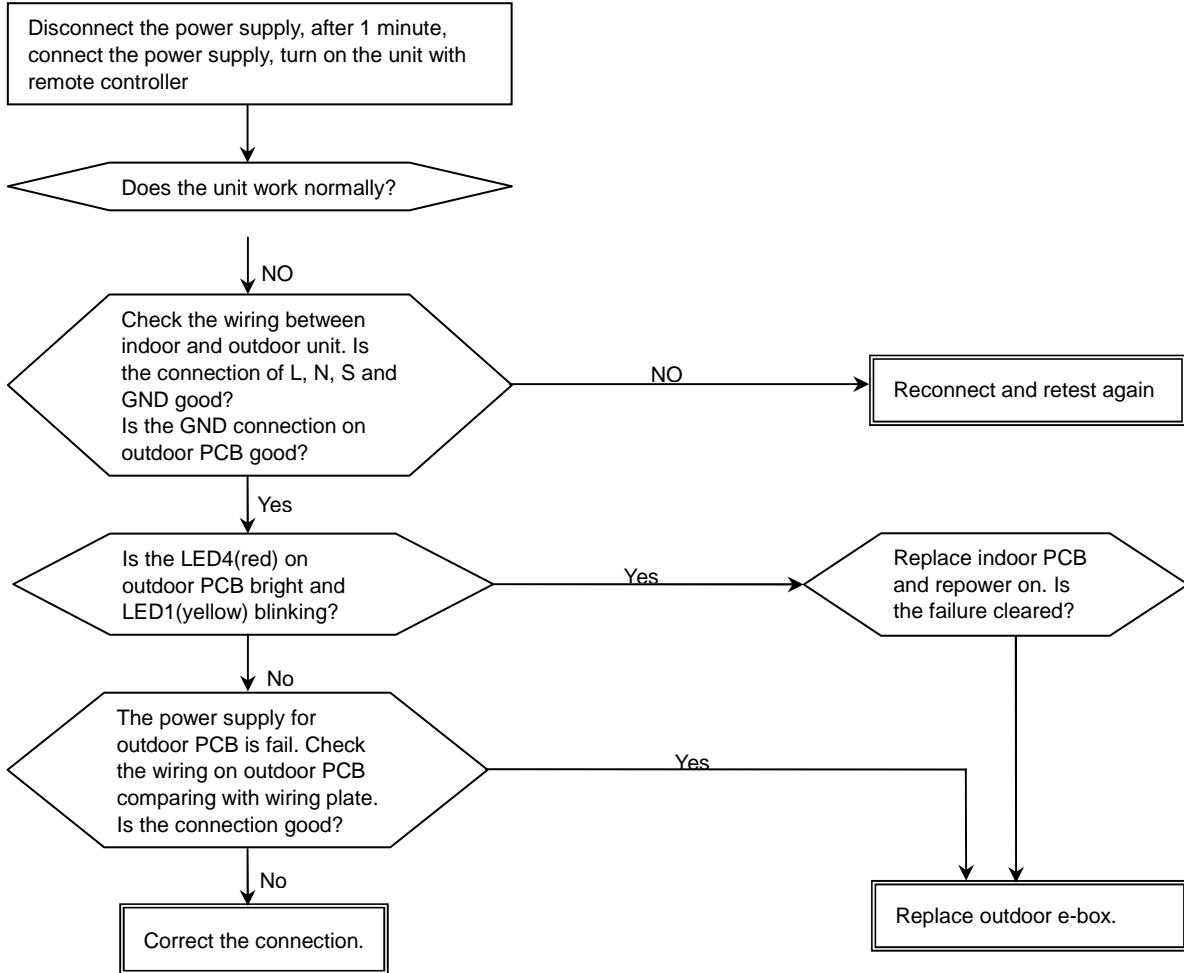 Disconnect the power supply, after 1 minute,
connect the power supply, turn on the unit with
remote controller
Does the unit work normally?
NO
Check the wiring between
indoor and outdoor unit. Is
the connection of L, N, S and
GND good?
Is the GND connection on
outdoor PCB good?
NO
Reconnect and retest again
Yes
Is the LED4(red) on
outdoor PCB bright and
LED1(yellow) blinking?
Yes
Replace indoor PCB
and repower on. Is
the failure cleared?
No
The power supply for
outdoor PCB is fail. Check
the wiring on outdoor PCB
comparing with wiring plate.
Is the connection good?
Yes
No
Correct the connection.
Replace outdoor e-box.